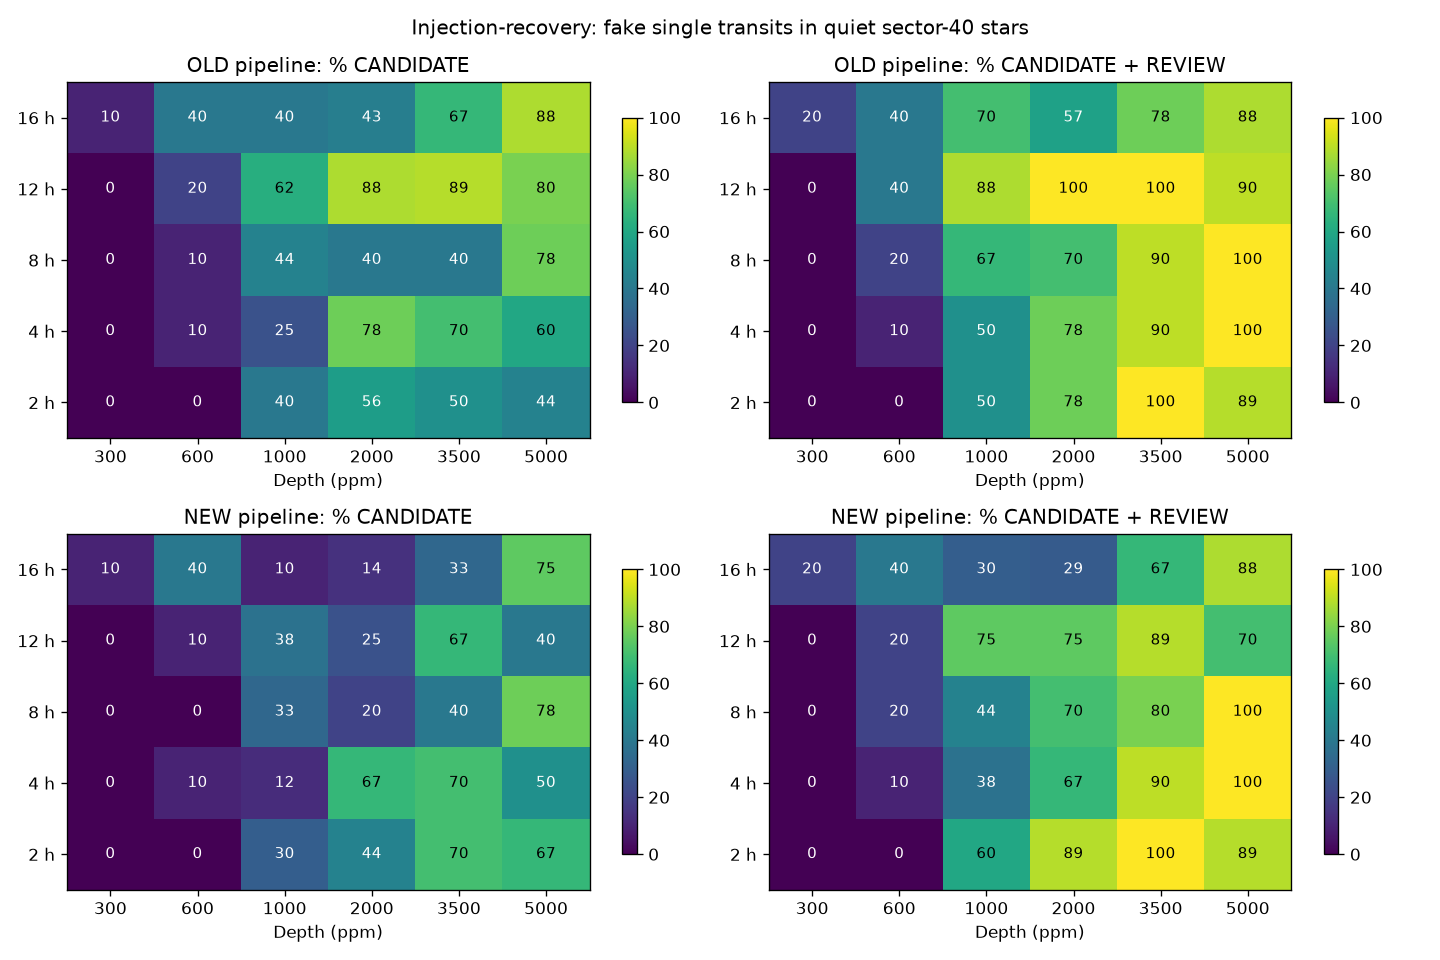 Injection-recovery: fake single transits in quiet sector-40 stars
OLD pipeline: % CANDIDATE
16 h 10 40 40 43 67 88
12 h 0 20 62 88 89 80
8 h 0 10 44 40 40 78
4 h 0 10 25 78 70 60
2 h 0 0 40 56 50 44
300 600 1000 2000 3500 5000
Depth (ppm)
100
80
60
40
20
0
OLD pipeline: % CANDIDATE + REVIEW
16 h 20 40 70 57 78 88
12 h 0 40 88 100 100 90
8 h 0 20 67 70 90 100
4 h 0 10 50 78 90 100
2 h 0 0 50 78 100 89
300 600 1000 2000 3500 5000
Depth (ppm)
100
80
60
40
20
0
NEW pipeline: % CANDIDATE
16 h 10 40 10 14 33 75
12 h 0 10 38 25 67 40
8 h 0 0 33 20 40 78
4 h 0 10 12 67 70 50
2 h 0 0 30 44 70 67
300 600 1000 2000 3500 5000
Depth (ppm)
100
80
60
40
20
0
NEW pipeline: % CANDIDATE + REVIEW
16 h 20 40 30 29 67 88
12 h 0 20 75 75 89 70
8 h 0 20 44 70 80 100
4 h 0 10 38 67 90 100
2 h 0 0 60 89 100 89
300 600 1000 2000 3500 5000
Depth (ppm)
100
80
60
40
20
0